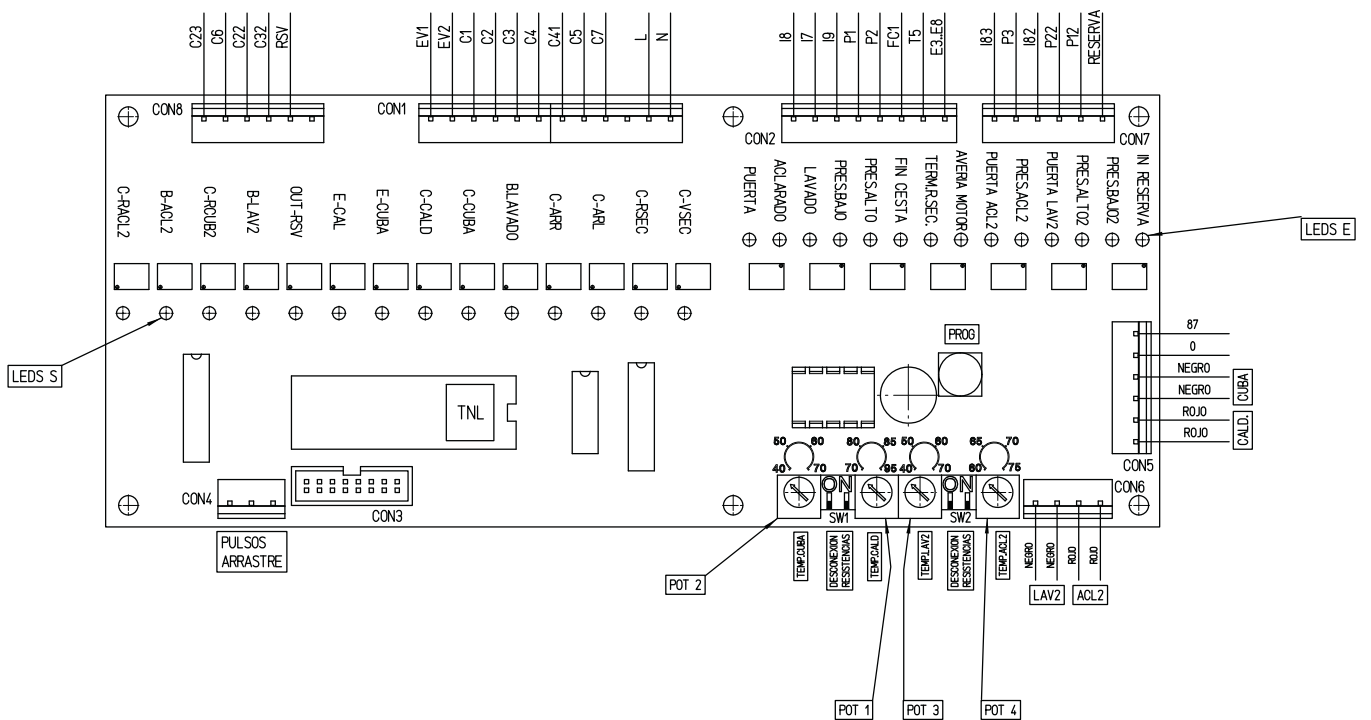 C23
C6
C22
C32
RSV
EV1
EV2
C1
C2
C3
C4
C41
C5
C7
L
N
I8
I7
I9
P1
P2
FC1
T5
E3..E8
I83
P3
I82
P22
P12
RESERVA
CON8
CON1
CON2
CON7
C-RACL2
B-ACL2
C-RCUB2
B-LAV2
OUT-RSV
E-CAL
E-CUBA
C-CALD
C-CUBA
B.LAVADO
C-ARR
C-ARL
C-RSEC
C-VSEC
PUERTA
ACLARADO
LAVADO
PRES.BAJO
PRES.ALTO
FIN CESTA
TERM.R.SEC.
AVERIA MOTOR
PUERTA ACL2
PRES.ACL2
PUERTA LAV2
PRES.ALTO2
PRES.BAJO2
IN RESERVA
LEDS E
LEDS S
PROG
87
0
NEGRO
NEGRO
ROJO
ROJO
CUBA
CALD.
TNL
CON5
CON4
CON3
CON6
50 60
40 70
80 85
70 95
50 60
40 70
65 70
60 75
ON
ON
SW1
SW2
PULSOS
ARRASTRE
TEMP.CUBA
DESCONEXION
RESISTENCIAS
TEMP.CALD
TEMP.LAV2
DESCONEXION
RESISTENCIAS
TEMP.ACL2
NEGRO
NEGRO
ROJO
ROJO
LAV2
ACL2
POT 2
POT 1
POT 3
POT 4